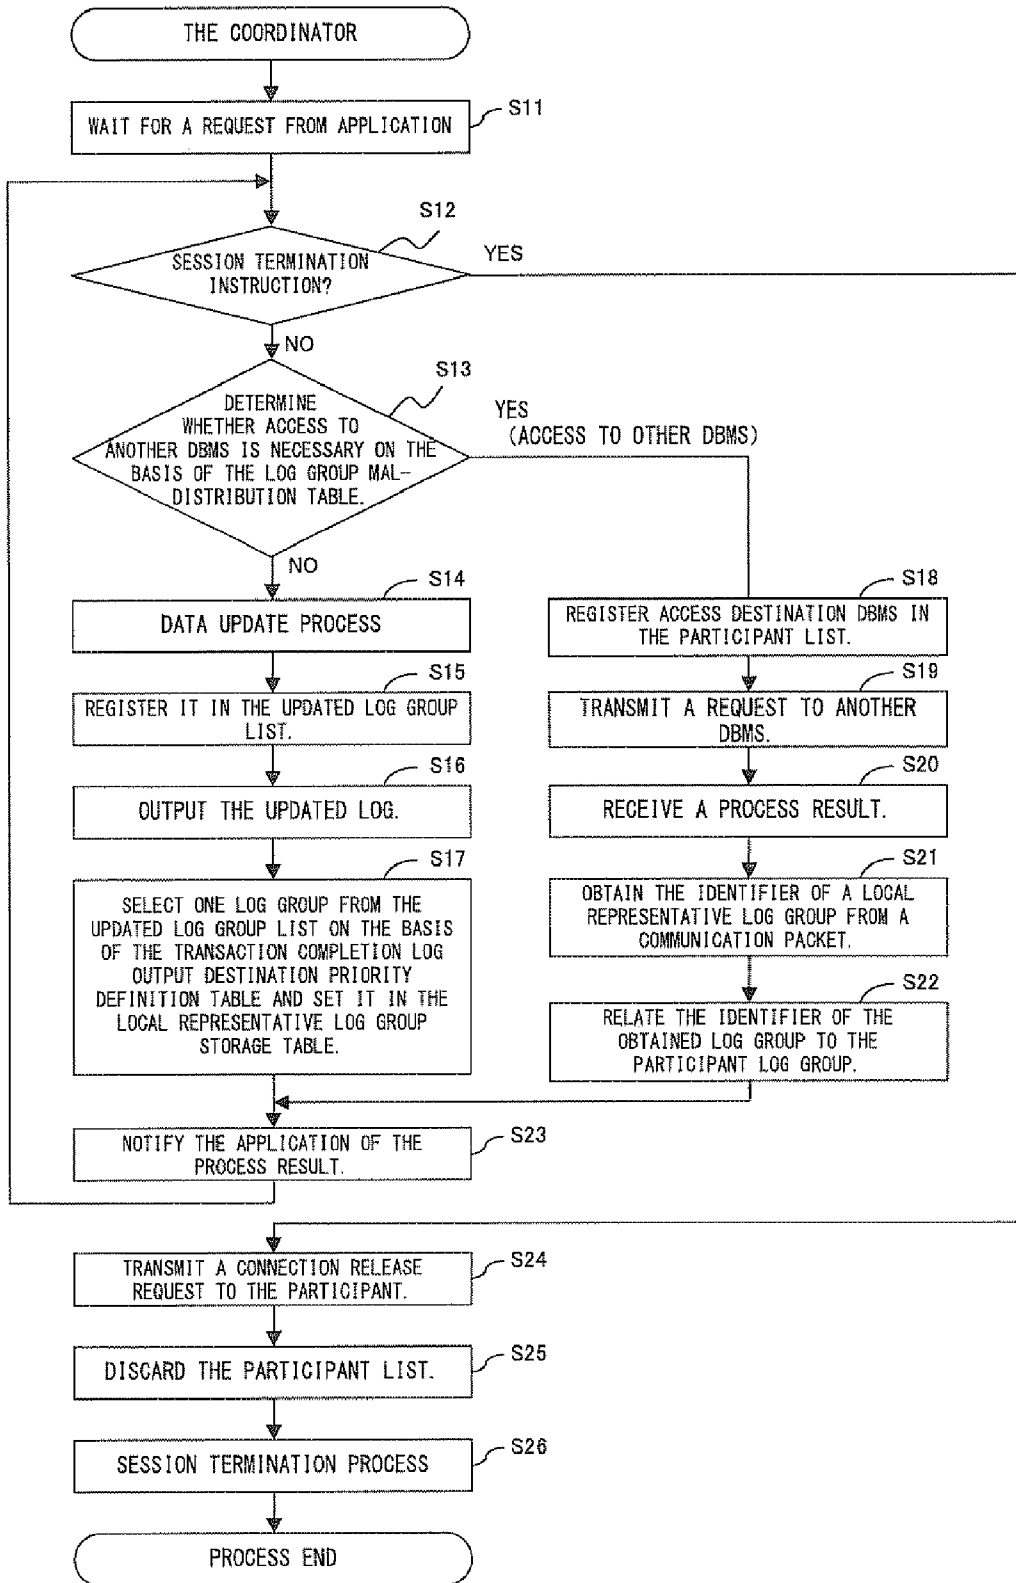 THE COORDINATOR
S11
WAIT FOR A REQUEST FROM APPLICATION
S12
SESSION TERMINATION
INSTRUCTION?
YES
NO
S13
DETERMINE
WHETHER ACCESS TO
ANOTHER DBMS IS NECESSARY ON THE
BASIS OF THE LOG GROUP MAL-
DISTRIBUTION TABLE.
YES
(ACCESS TO OTHER DBMS)
NO
S14
DATA UPDATE PROCESS
S15
REGISTER IT IN THE UPDATED LOG GROUP
LIST.
S16
OUTPUT THE UPDATED LOG.
S17
SELECT ONE LOG GROUP FROM THE
UPDATED LOG GROUP LIST ON THE BASIS
OF THE TRANSACTION COMPLETION LOG
OUTPUT DESTINATION PRIORITY
DEFINITION TABLE AND SET IT IN THE
LOCAL REPRESENTATIVE LOG GROUP
STORAGE TABLE.
S18
REGISTER ACCESS DESTINATION DBMS IN
THE PARTICIPANT LIST.
S19
TRANSMIT A REQUEST TO ANOTHER
DBMS.
S20
RECEIVE A PROCESS RESULT.
S21
OBTAIN THE IDENTIFIER OF A LOCAL
REPRESENTATIVE LOG GROUP FROM A
COMMUNICATION PACKET.
S22
RELATE THE IDENTIFIER OF THE
OBTAINED LOG GROUP TO THE
PARTICIPANT LOG GROUP.
S23
NOTIFY THE APPLICATION OF THE
PROCESS RESULT.
S24
TRANSMIT A CONNECTION RELEASE
REQUEST TO THE PARTICIPANT.
S25
DISCARD THE PARTICIPANT LIST.
S26
SESSION TERMINATION PROCESS
PROCESS END